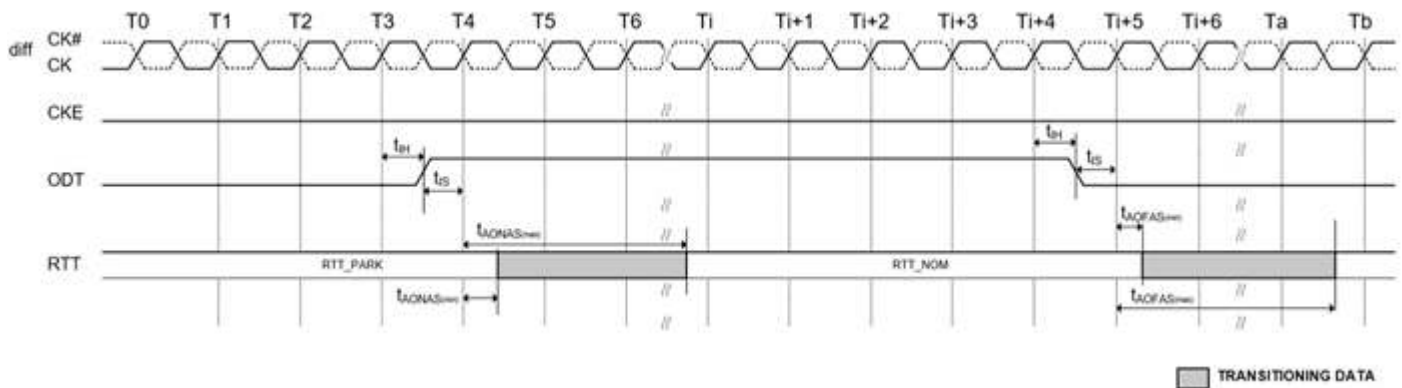 T0 T1 T2 T3 T4 T5 T6 Ti Ti+1 Ti+2 Ti+3 Ti+4 Ti+5 Ti+6 Ta Tb
diff CK#
CK
CKE
tIH tIH
ODT tIS tIS
tAONAS(max) tAOFAS(min)
RTT RTT_PARK RTT_NOM
tAONAS(min) tAOFAS(max)
TRANSITIONING DATA